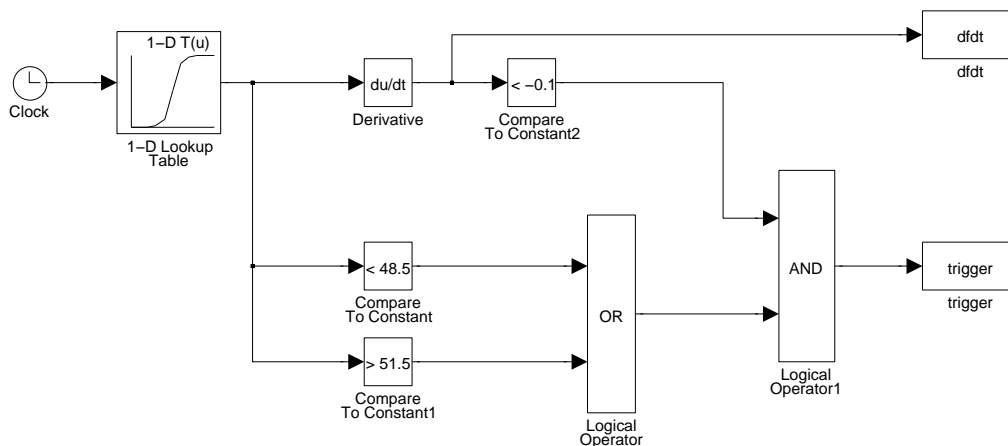 1–D T(u)
Clock
1–D Lookup
Table
du/dt
Derivative
< –0.1
Compare
To Constant2
dfdt
dfdt
< 48.5
Compare
To Constant
> 51.5
Compare
To Constant1
OR
Logical
Operator
AND
Logical
Operator1
trigger
trigger